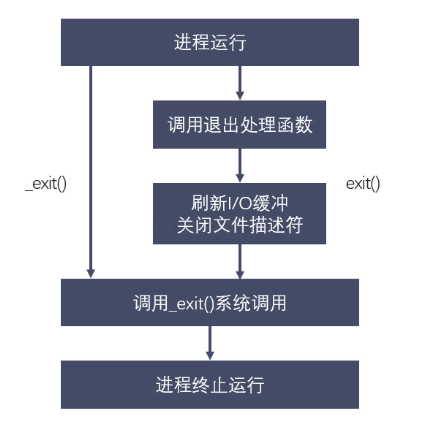 进程运行
调用退出处理函数
_exit()
exit()
刷新I/O缓冲
关闭文件描述符
调用_exit()系统调用
进程终止运行